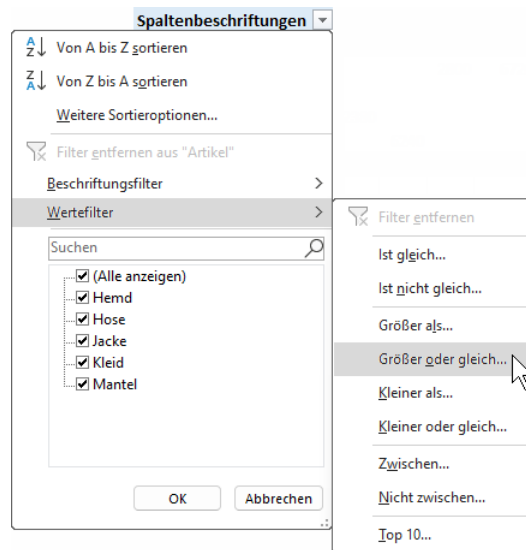 Spaltenbeschriftungen
Von A bis Z sortieren
Von Z bis A sortieren
Weitere Sortieroptionen...
Filter entfernen aus "Artikel"
Beschriftungsfilter
Wertefilter
Suchen
(Alle anzeigen)
Hemd
Hose
Jacke
Kleid
Mantel
OK Abbrechen
Filter entfernen
Ist gleich...
Ist nicht gleich...
Größer als...
Größer oder gleich...
Kleiner als...
Kleiner oder gleich...
Zwischen...
Nicht zwischen...
Top 10...